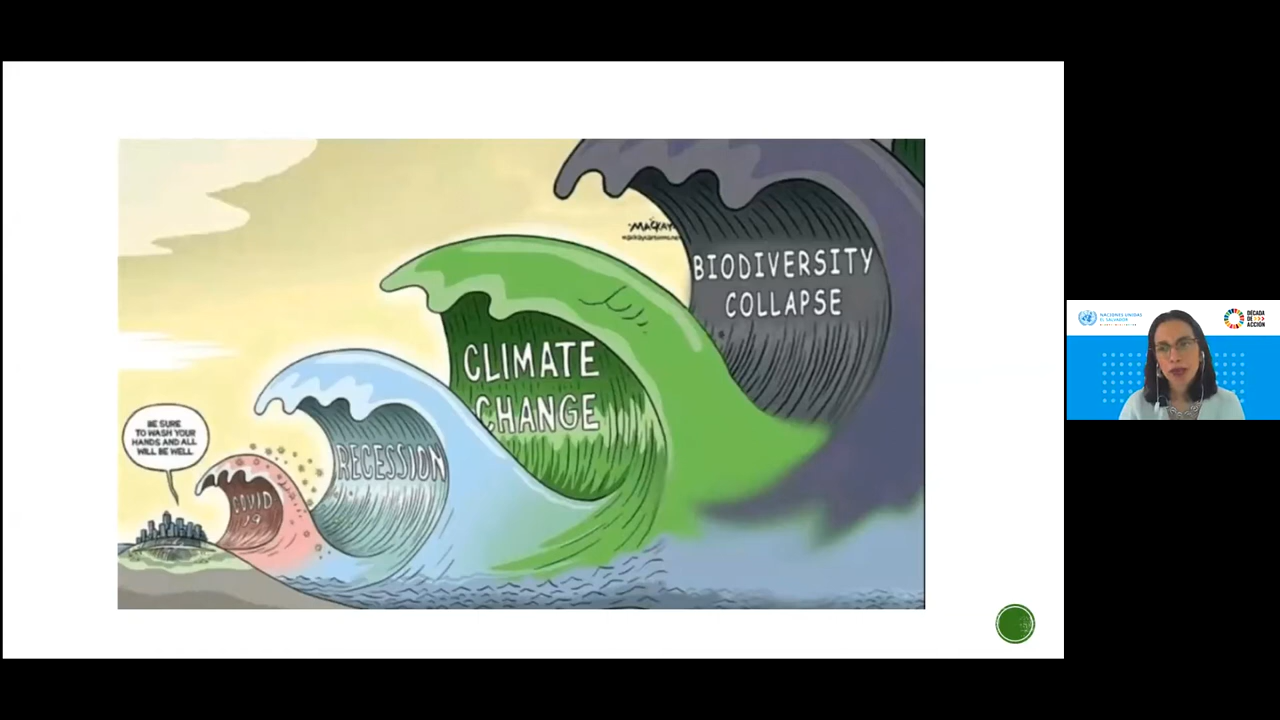 BE SURE
TO WASH YOUR
HANDS AND ALL
WILL BE WELL
COVID
19
RECESSION
CLIMATE
CHANGE
BIODIVERSITY
COLLAPSE
MACKAY
NACIONES UNIDAS
EL SALVADOR
DÉCADA
DE
ACCIÓN